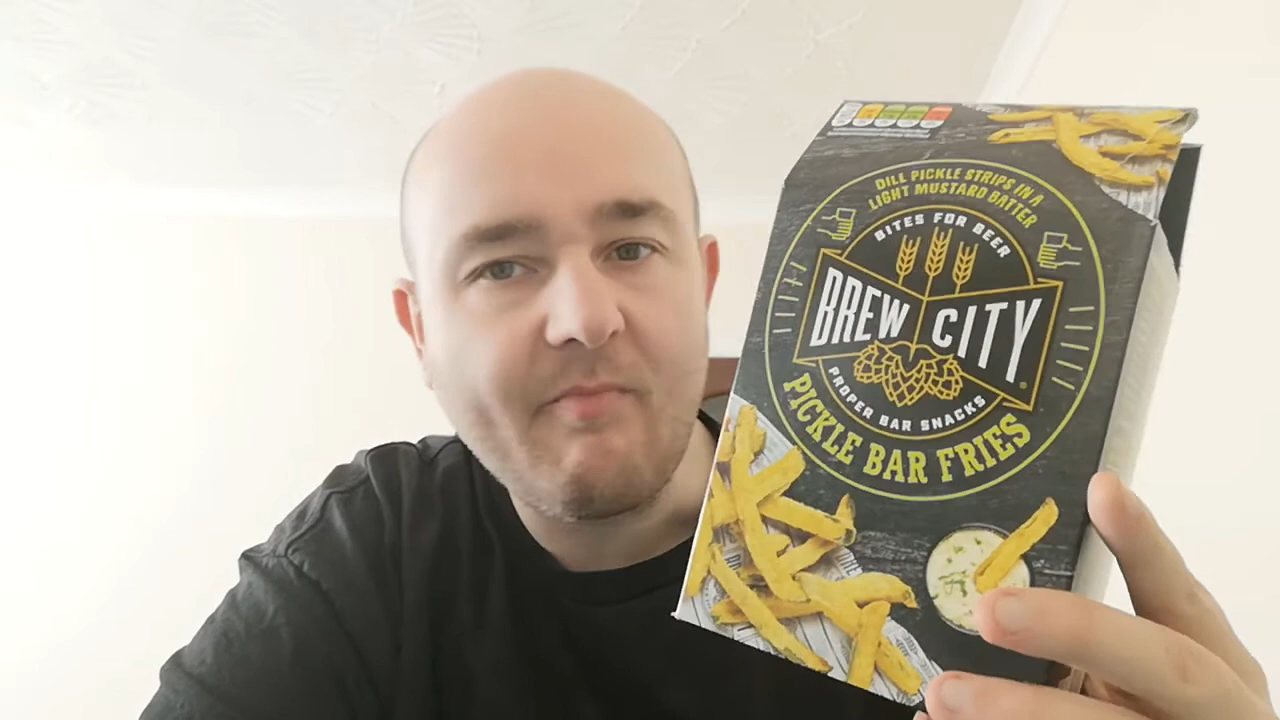 DILL PICKLE STRIPS IN A
LIGHT MUSTARD BATTER
BITES FOR BEER
BREW CITY
PROPER BAR SNACKS
PICKLE BAR FRIES